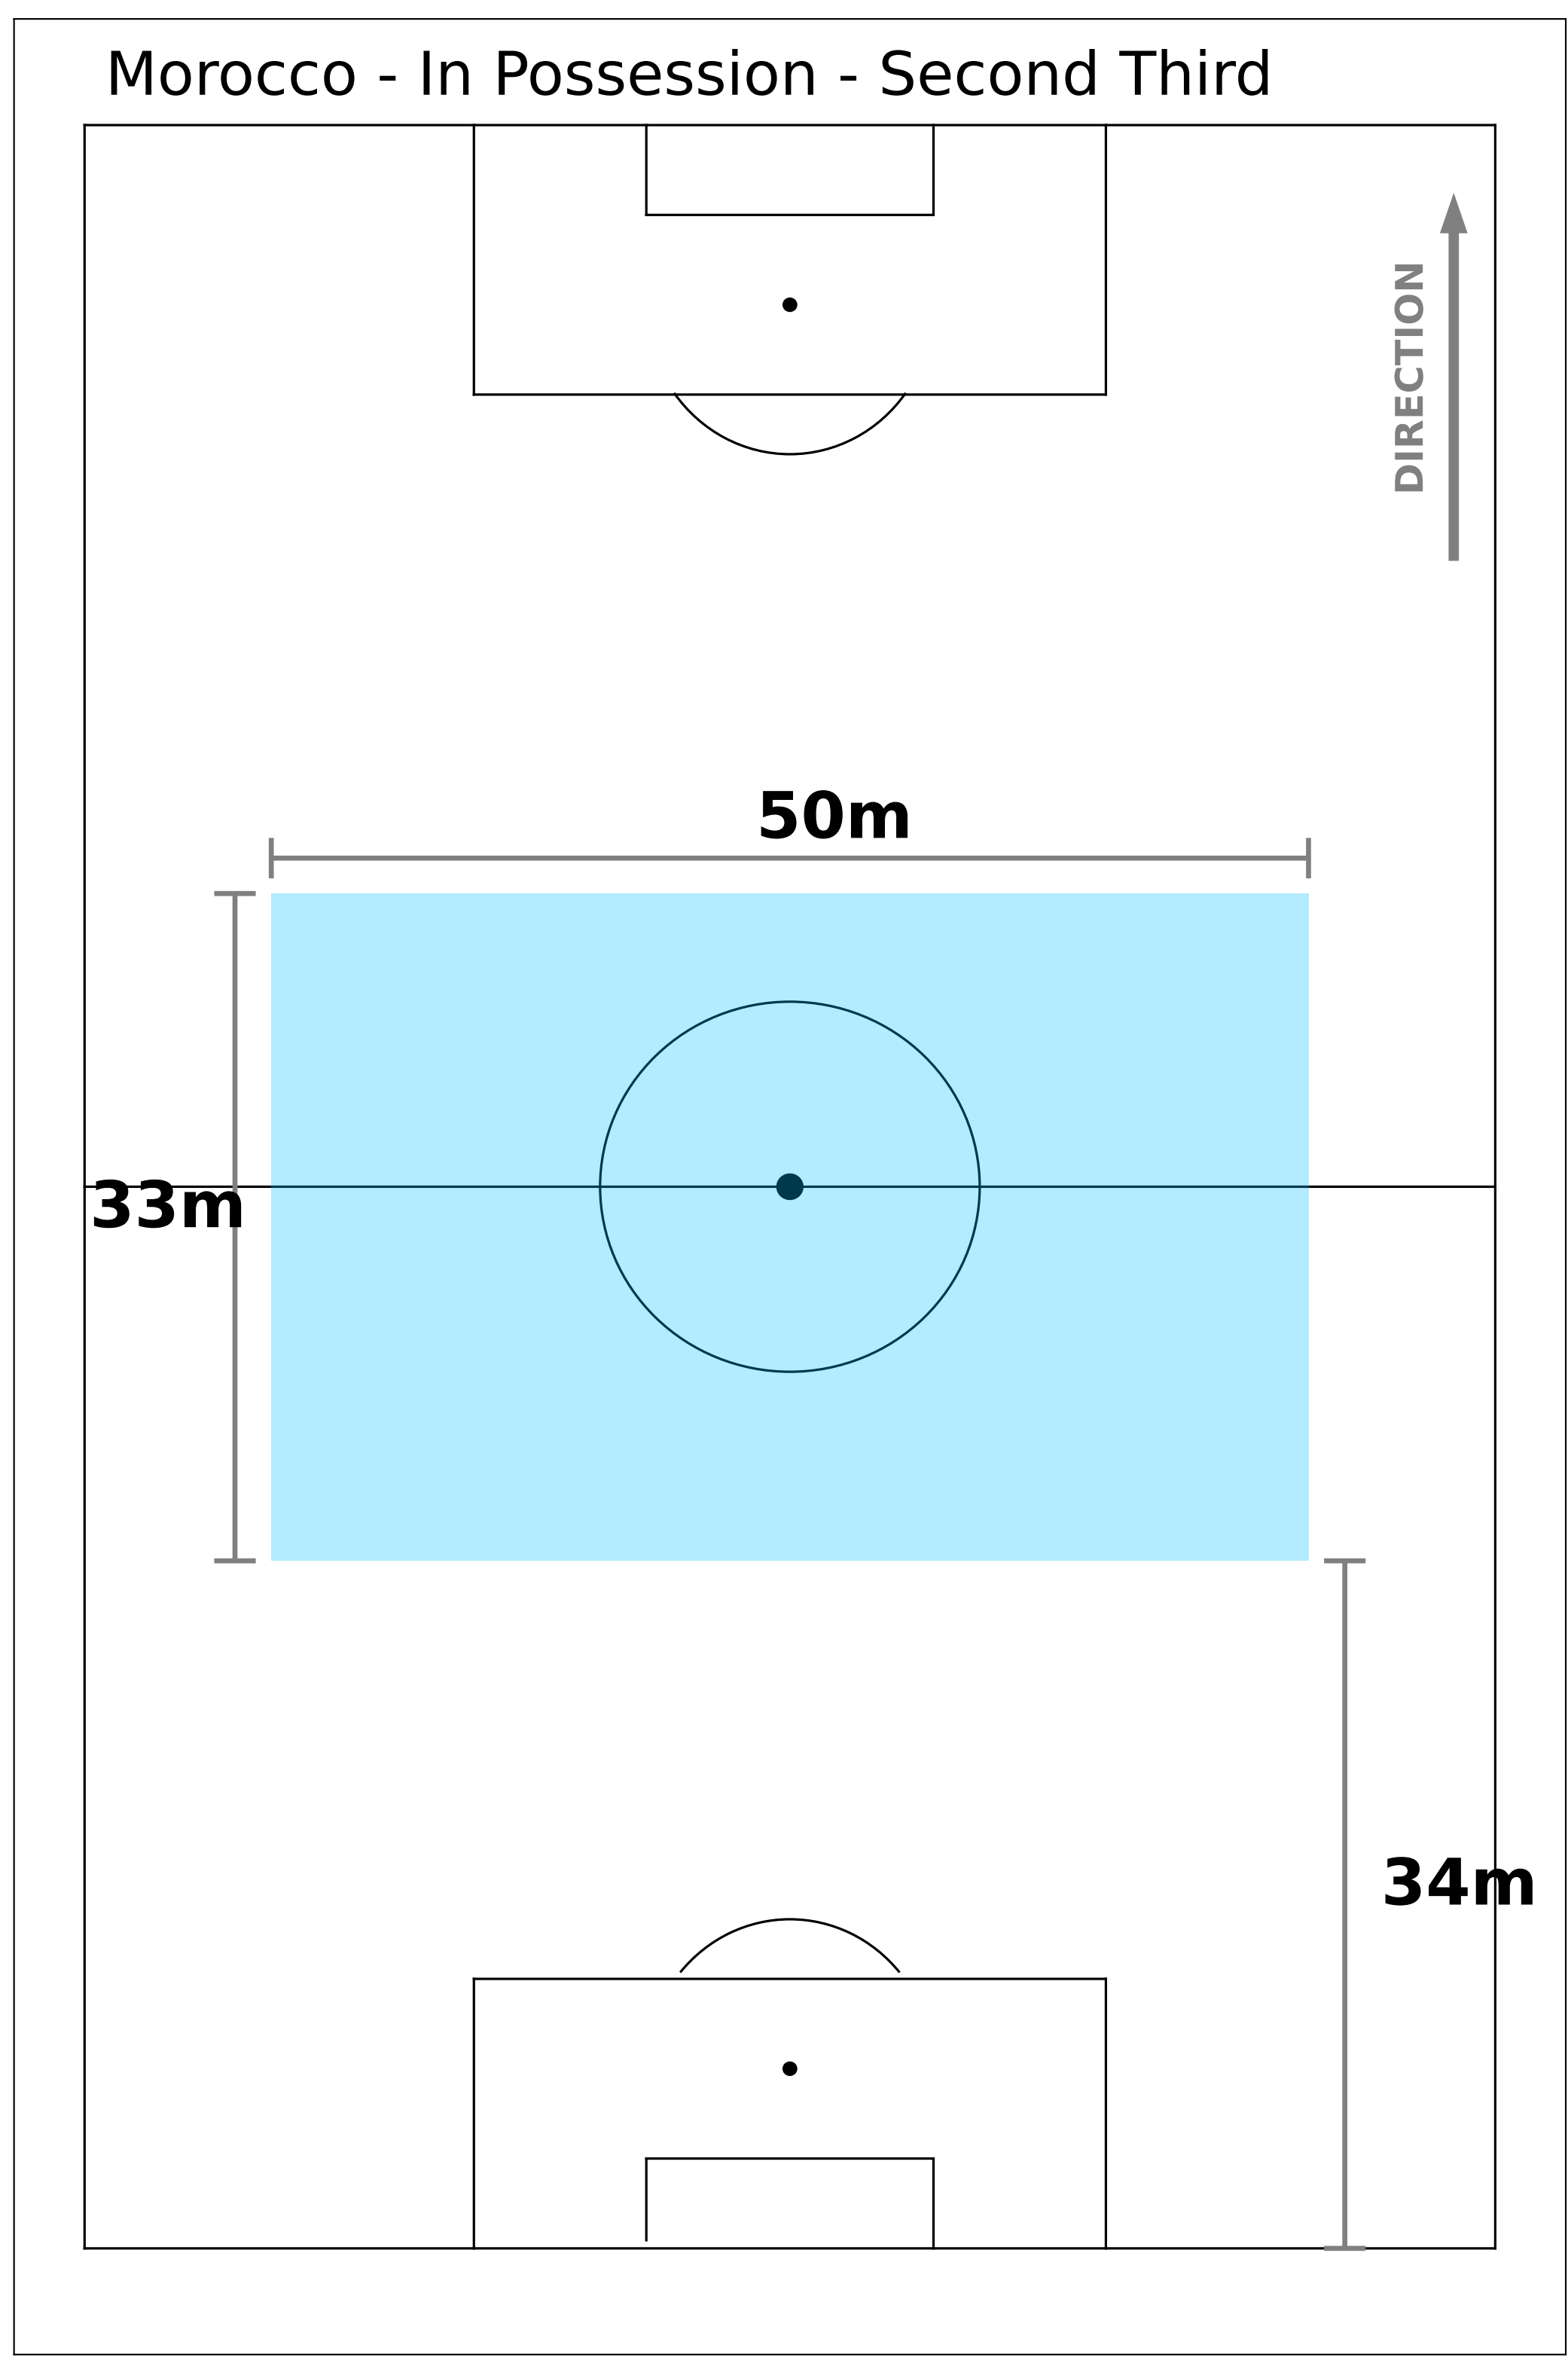 Morocco - In Possession - Second Third
DIRECTION
50m
33m
34m